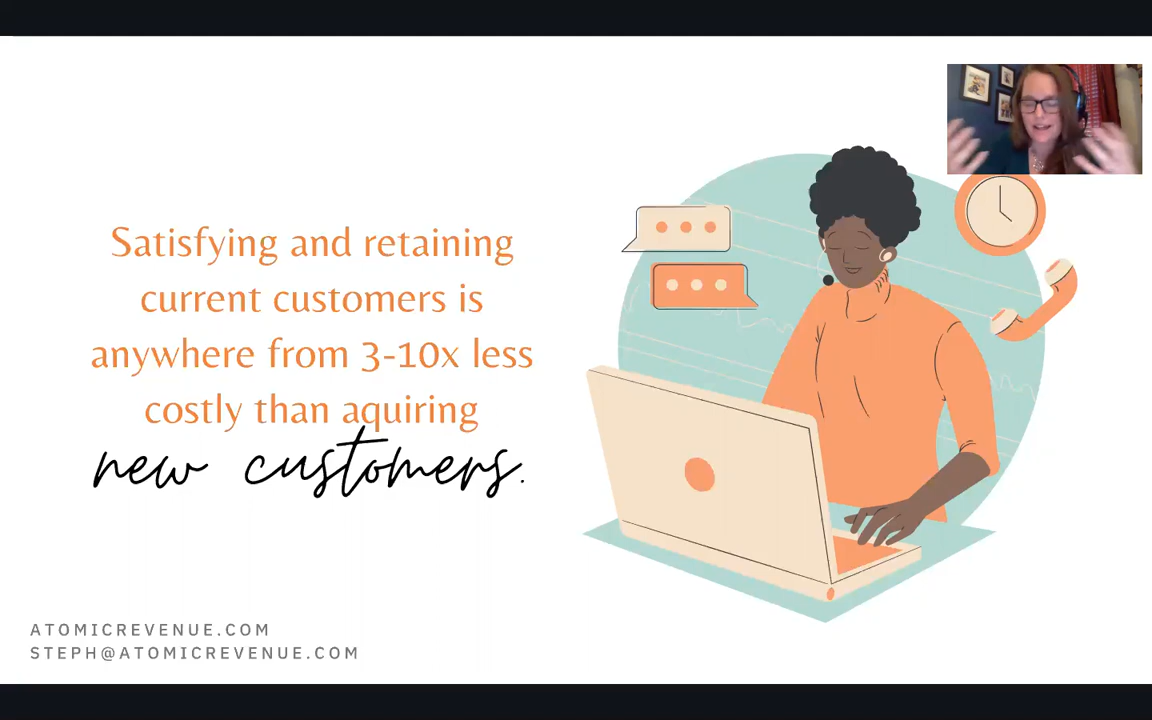 Satisfying and retaining
current customers is
anywhere from 3-10x less
costly than aquiring
new customers.
ATOMICREVENUE.COM
STEPH@ATOMICREVENUE.COM